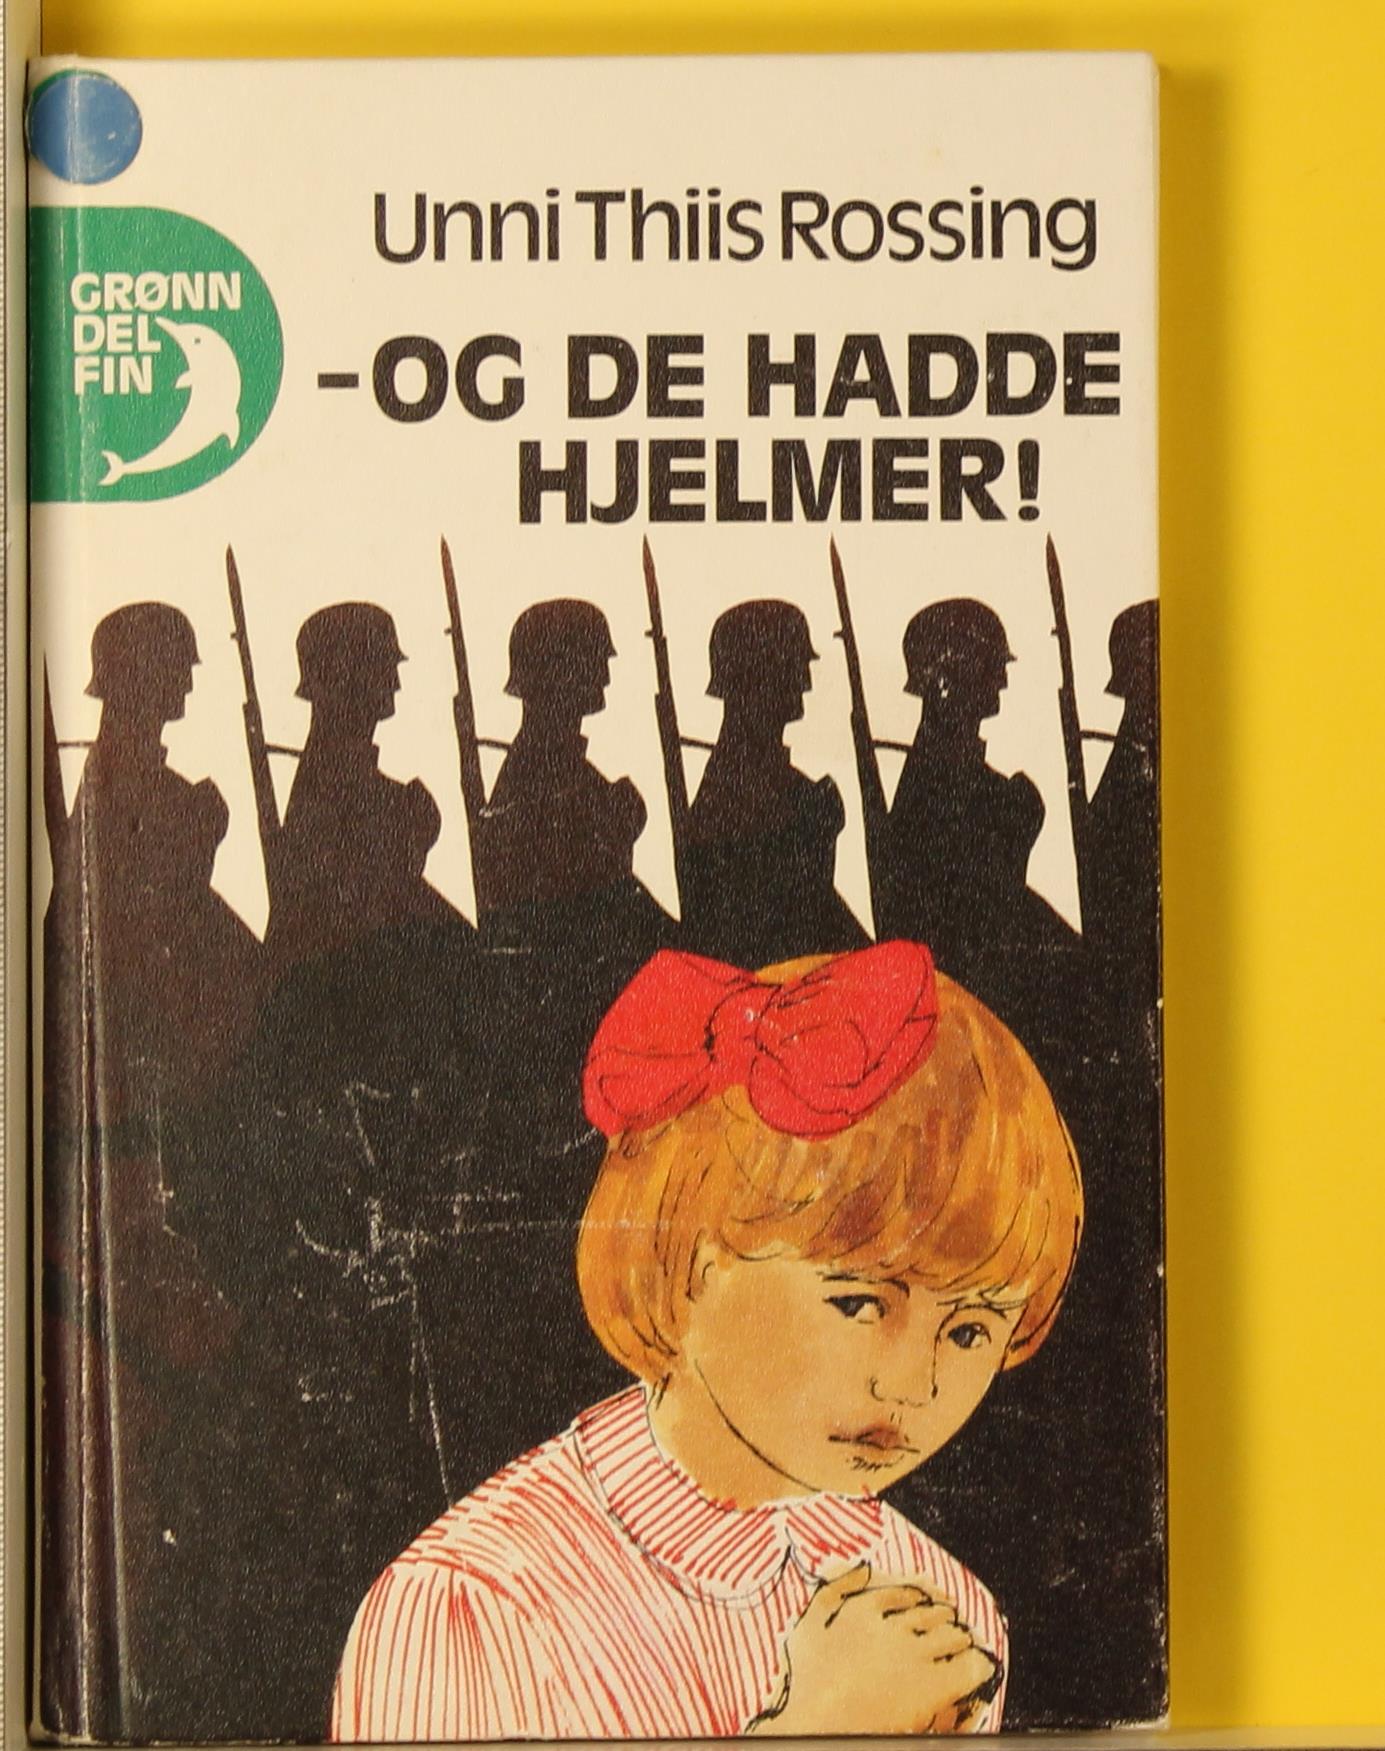 Unni Thiis Rossing
GRØNN
DEL
FIN
-OG DE HADDE
HJELMER!